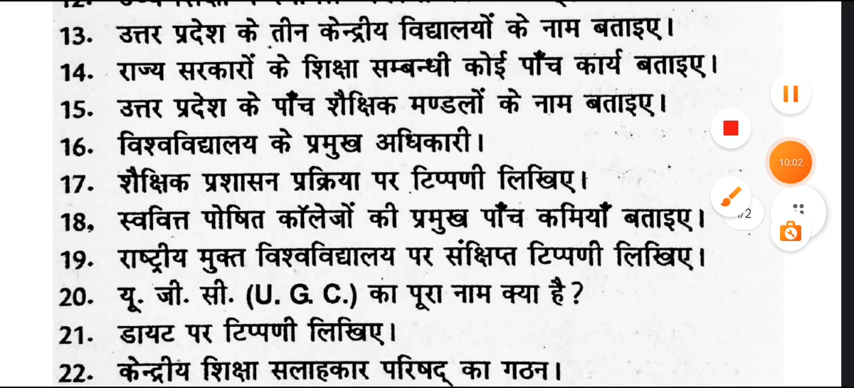 13. उत्तर प्रदेश के तीन केन्द्रीय विद्यालयों के नाम बताइए।
14. राज्य सरकारों के शिक्षा सम्बन्धी कोई पाँच कार्य बताइए।
15. उत्तर प्रदेश के पाँच शैक्षिक मण्डलों के नाम बताइए।
16. विश्वविद्यालय के प्रमुख अधिकारी।
17. शैक्षिक प्रशासन प्रक्रिया पर टिप्पणी लिखिए।
18, स्ववित्त पोषित कॉलेजों की प्रमुख पाँच कमियाँ बताइए।
19. राष्ट्रीय मुक्त विश्वविद्यालय पर संक्षिप्त टिप्पणी लिखिए।
20. यू. जी. सी. (U. G. C.) का पूरा नाम क्या है?
21. डायट पर टिप्पणी लिखिए।
22. केन्द्रीय शिक्षा सलाहकार परिषद् का गठन।
10:02
/2